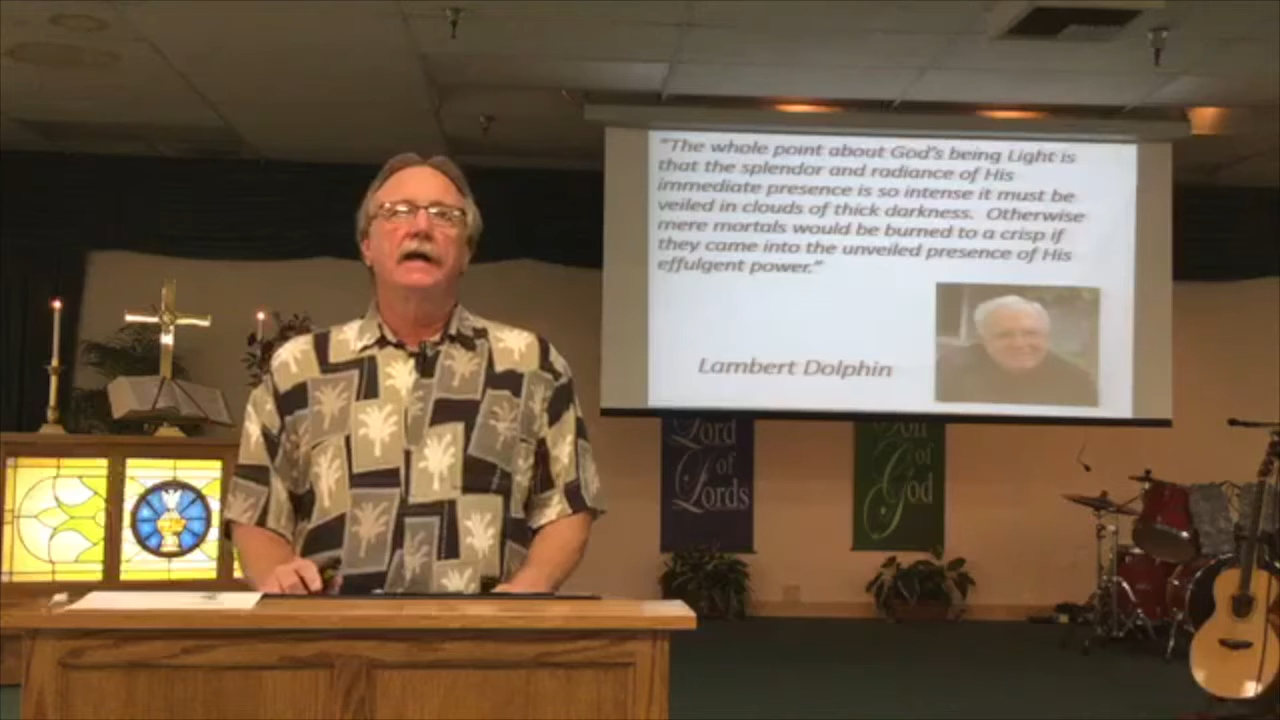 "The whole point about God's being Light is
that the splendor and radiance of His
immediate presence is so intense it must be
veiled in clouds of thick darkness. Otherwise
mere mortals would be burned to a crisp if
they came into the unveiled presence of His
effulgent power."
Lambert Dolphin
Lord
of
Lords
of
God